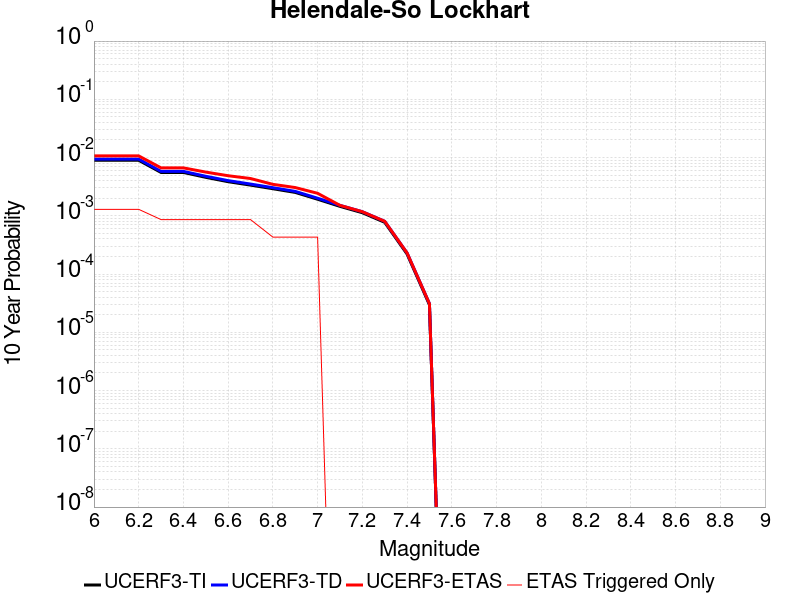 Helendale-So Lockhart
10 Year Probability
10^0
10^-1
10^-2
10^-3
10^-4
10^-5
10^-6
10^-7
10^-8
6 6.2 6.4 6.6 6.8 7 7.2 7.4 7.6 7.8 8 8.2 8.4 8.6 8.8 9
Magnitude
UCERF3-TI UCERF3-TD UCERF3-ETAS ETAS Triggered Only